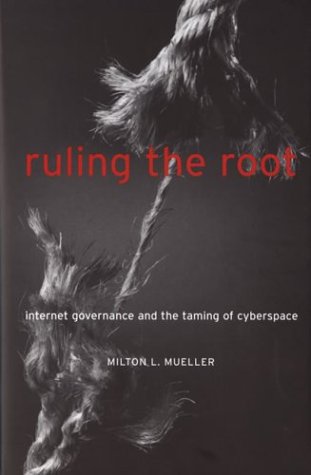 ruling the root
internet governance and the taming of cyberspace
MILTON L. MUELLER